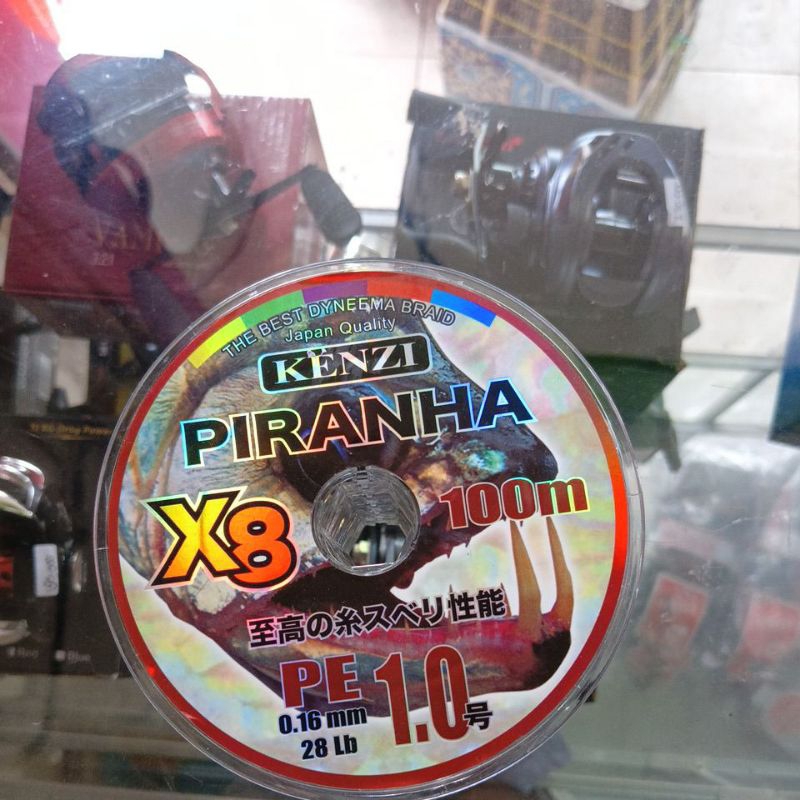 THE BEST DYNEEMA BRAID
Japan Quality
KËNZI
PIRANHA
X8
100m
至高の糸スベリ性能
PE 1.0号
0.16 mm
28 Lb